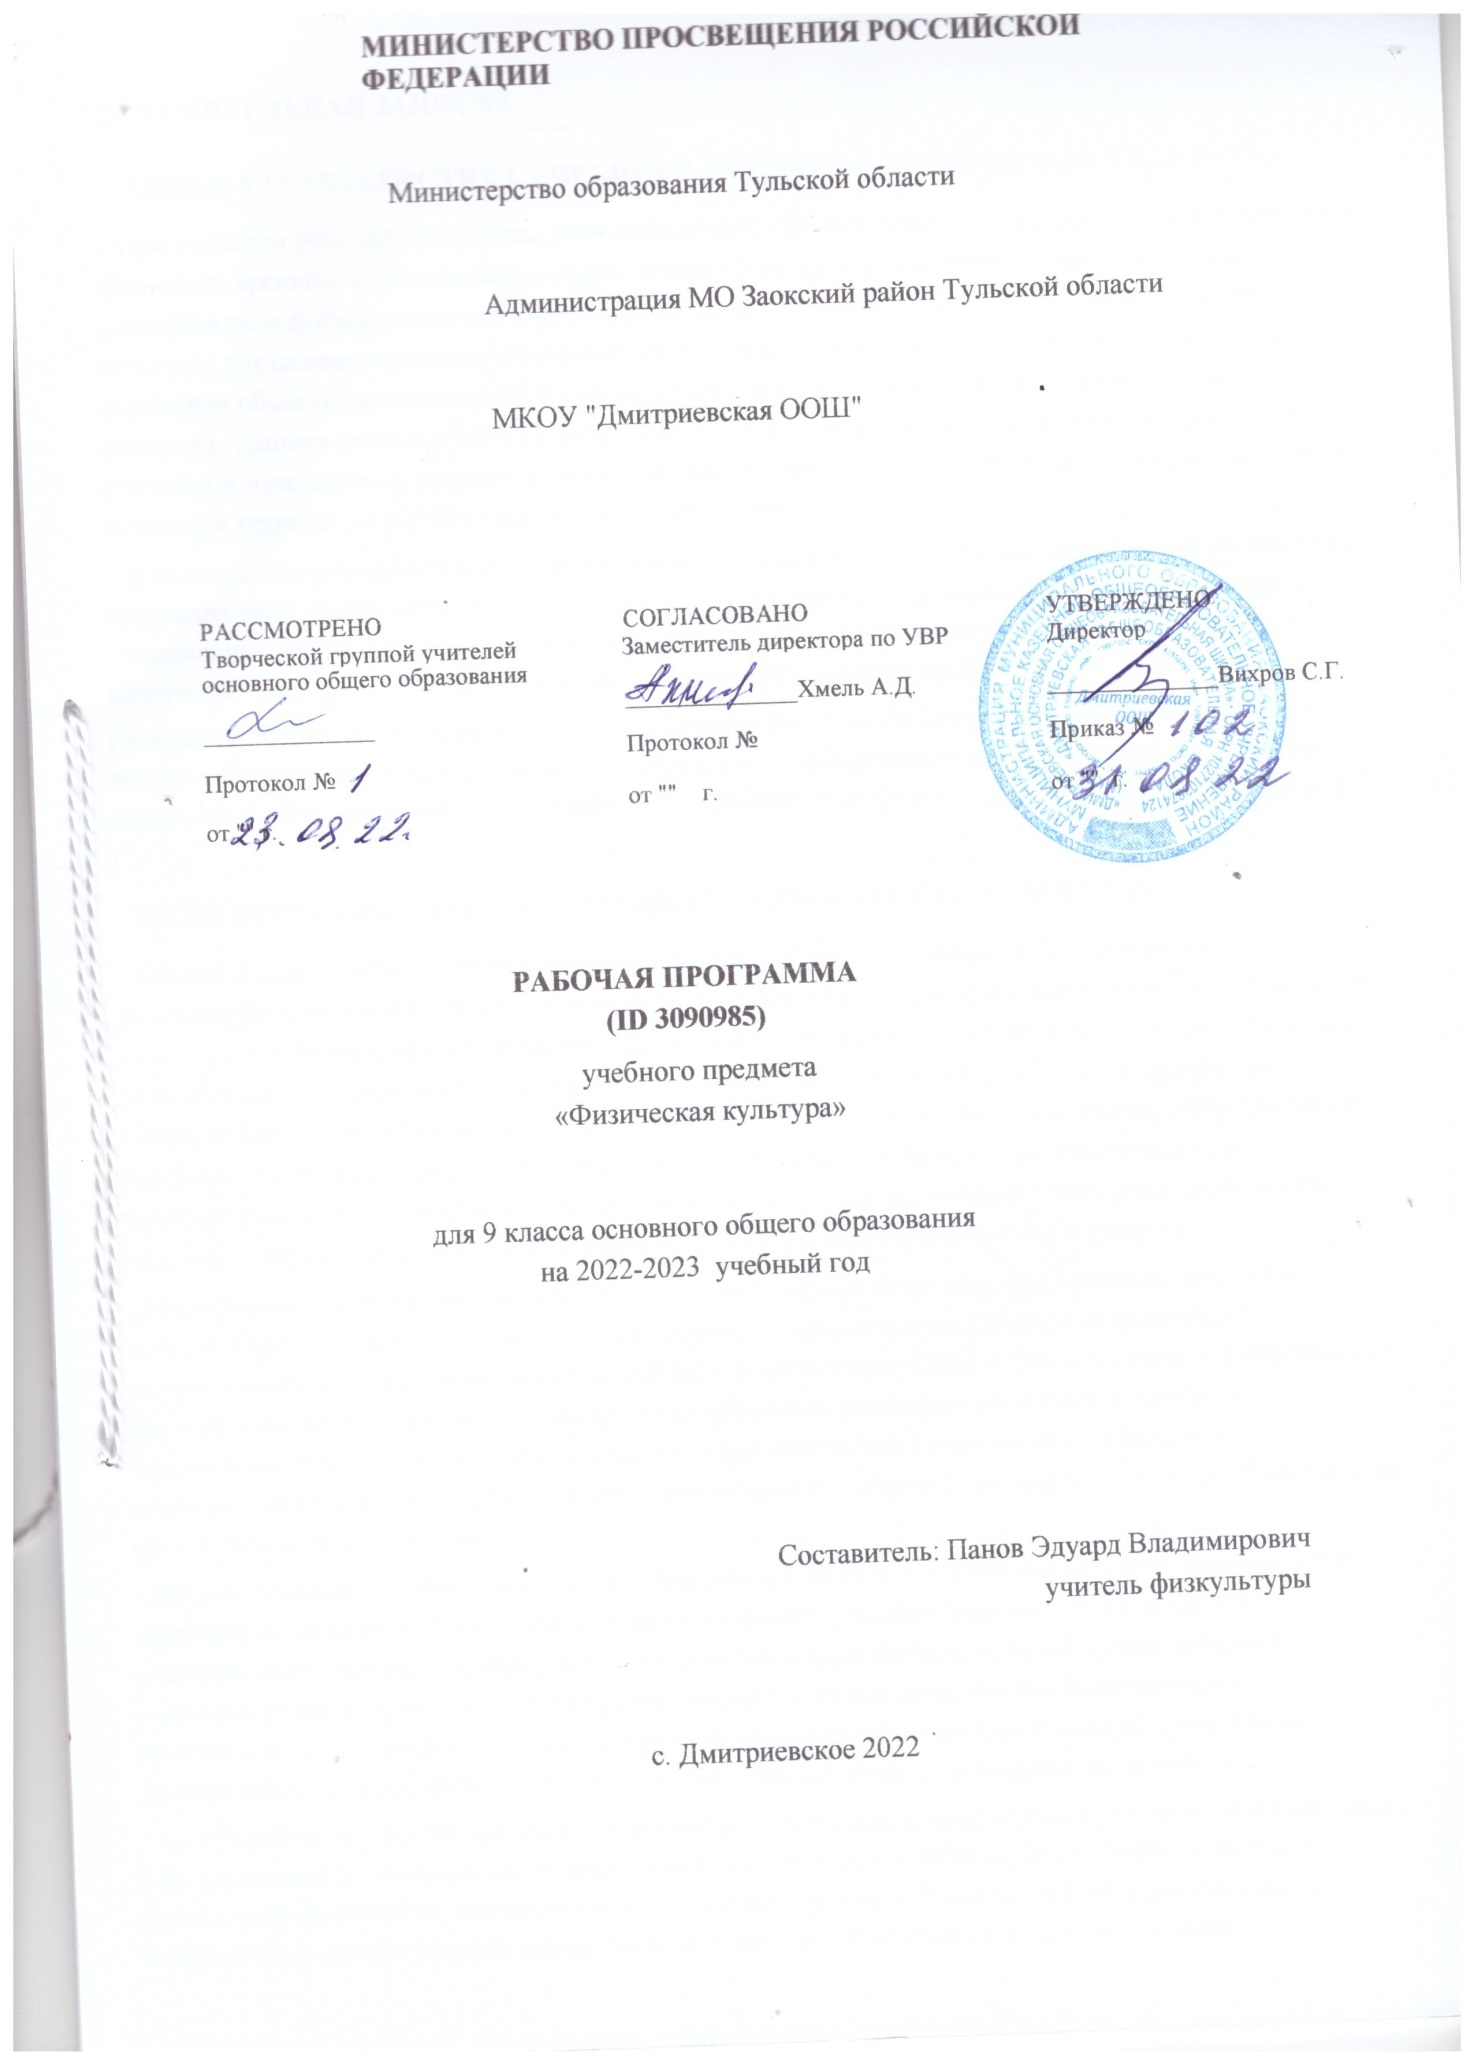 МИНИСТЕРСТВО ПРОСВЕЩЕНИЯ РОССИЙСКОЙ
ФЕДЕРАЦИИ
Министерство образования Тульской области
Администрация МО Заокский район Тульской области
МКОУ "Дмитриевская ООШ"
РАССМОТРЕНО
Творческой группой учителей
основного общего образования
Протокол № 1
от "" 23. 08. 22.
СОГЛАСОВАНО
Заместитель директора по УВР
Хмель А.Д.
Протокол №
от "" г.
УТВЕРЖДЕНО
Директор
Вихров С.Г.
Дмитриевская
ООШ
Приказ № 102
от "" г. 31 08 22
РАБОЧАЯ ПРОГРАММА
(ID 3090985)
учебного предмета
«Физическая культура»
для 9 класса основного общего образования
на 2022-2023 учебный год
Составитель: Панов Эдуард Владимирович
учитель физкультуры
с. Дмитриевское 2022